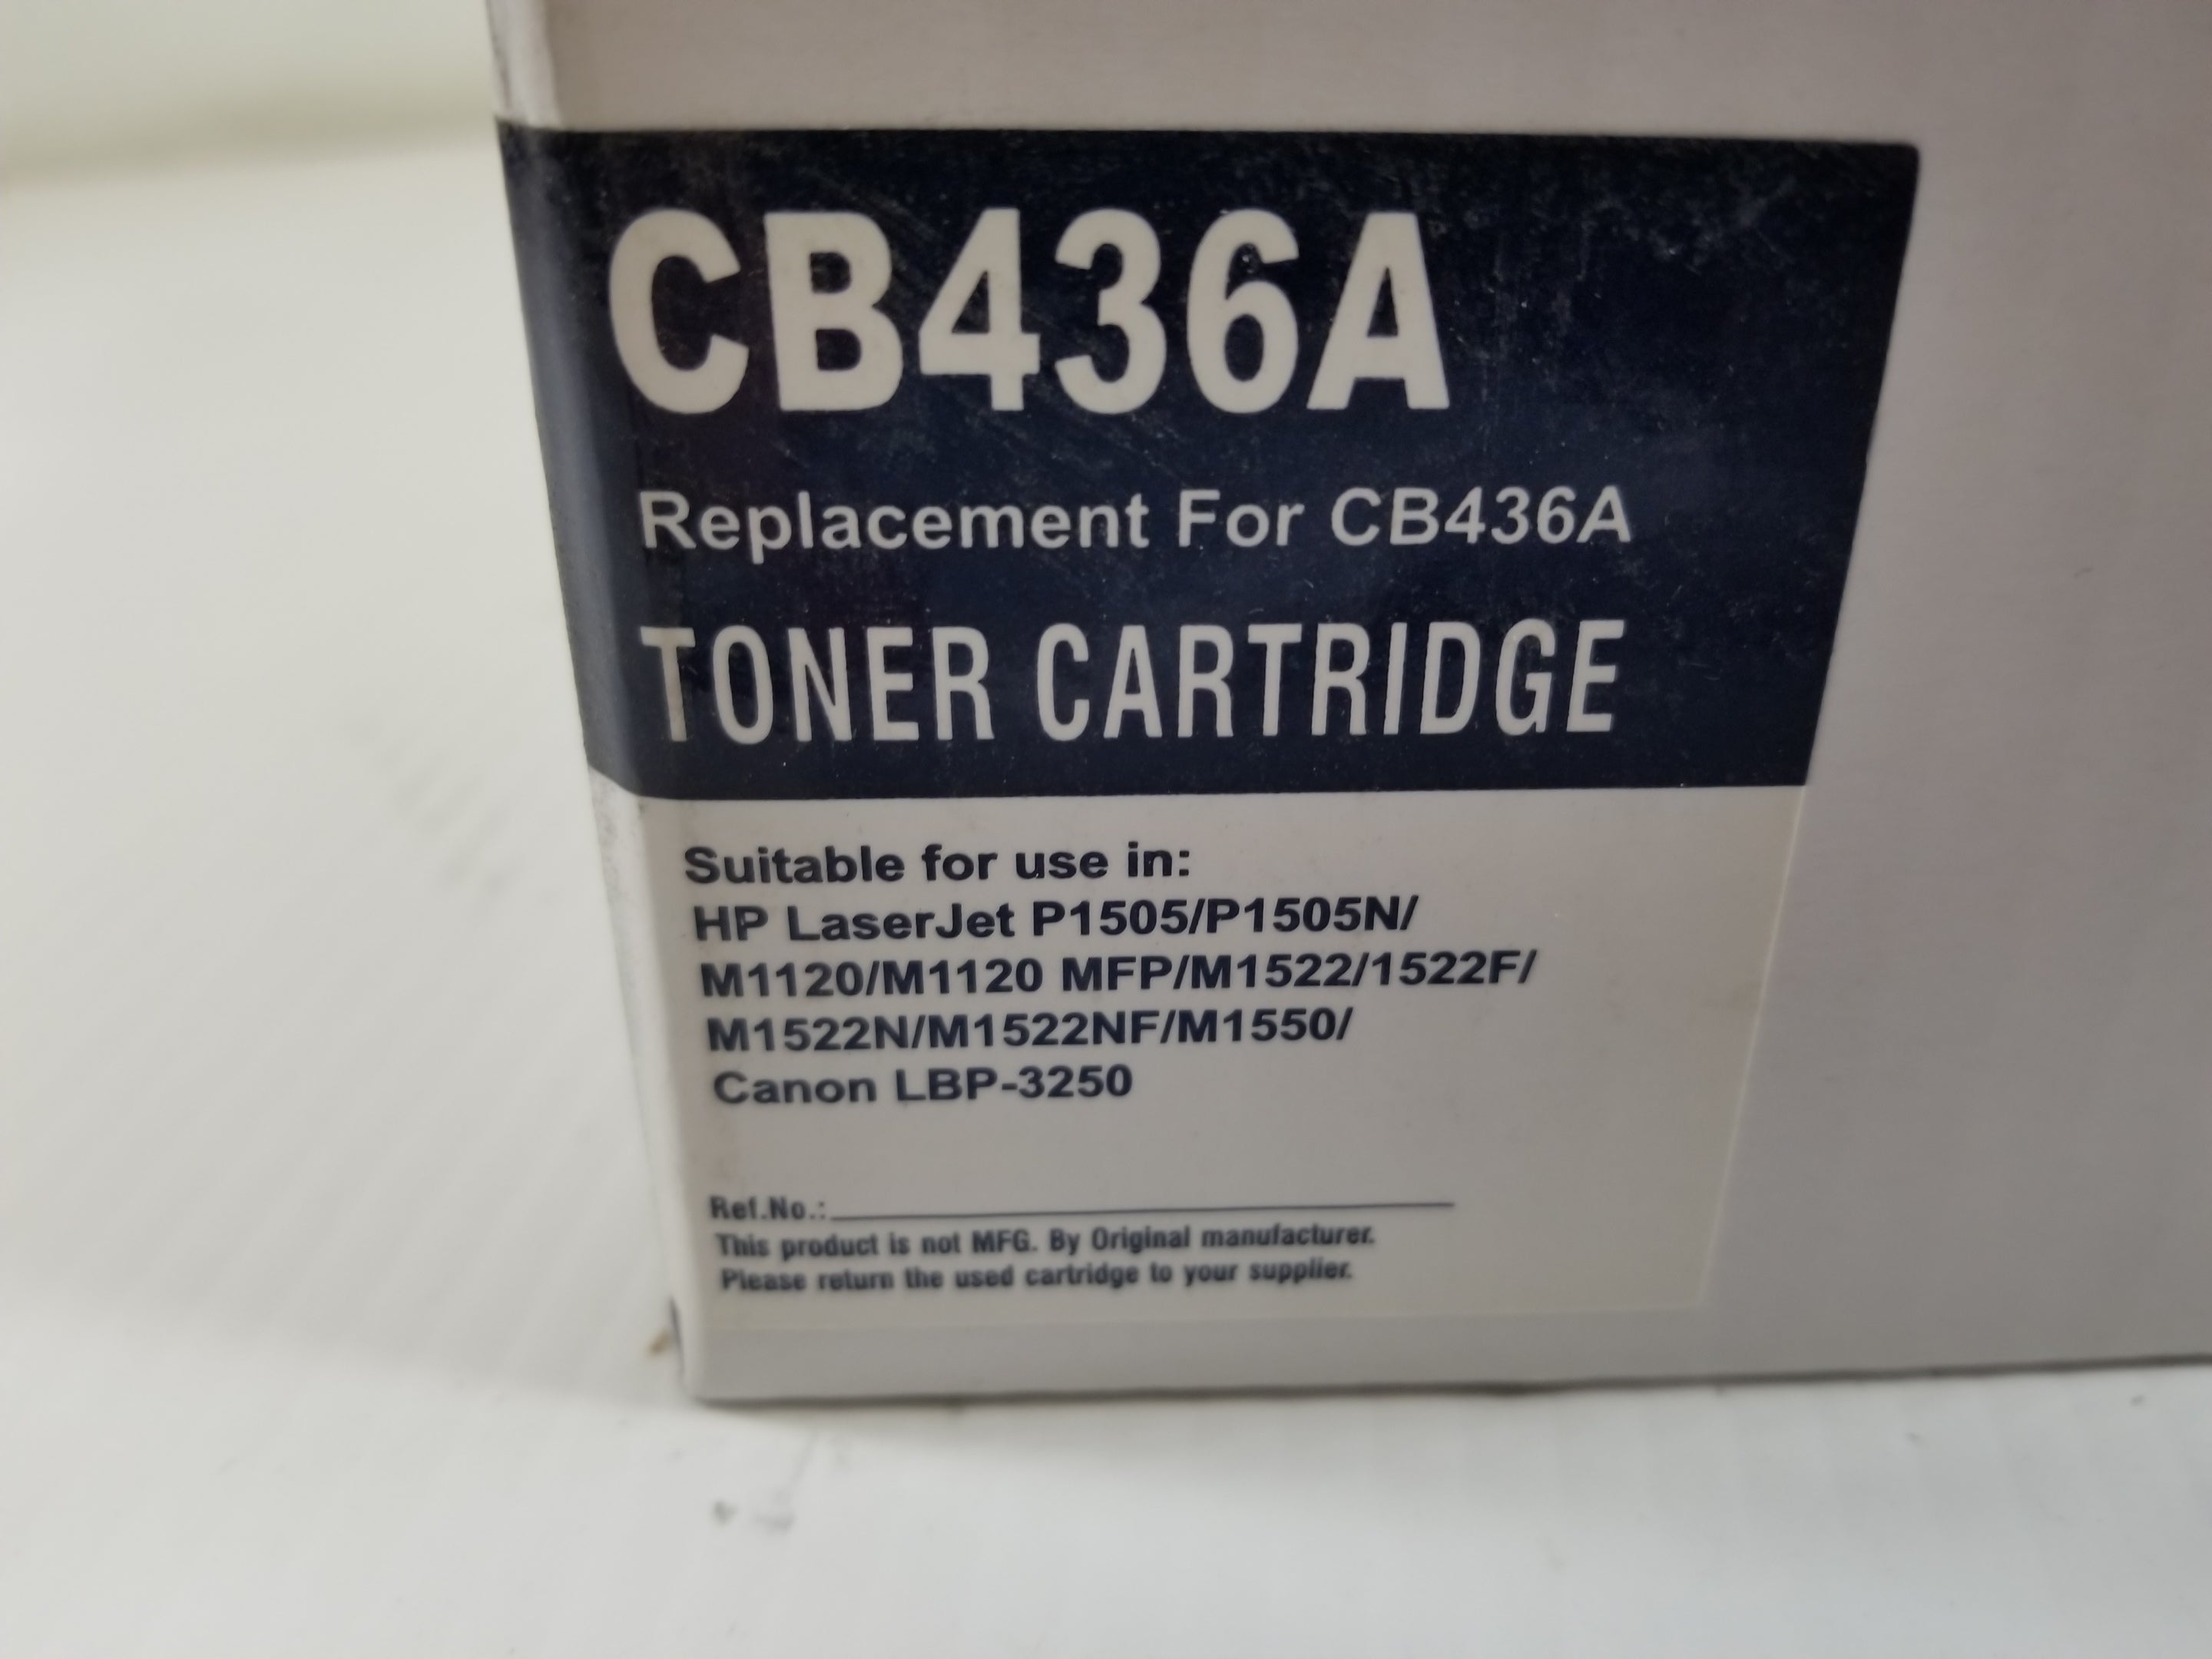 CB436A
Replacement For CB436A
TONER CARTRIDGE
Suitable for use in:
HP LaserJet P1505/P1505N/
M1120/M1120 MFP/M1522/1522F/
M1522N/M1522NF/M1550/
Canon LBP-3250
Ref.No.:
This product is not MFG. By Original manufacturer.
Please return the used cartridge to your supplier.